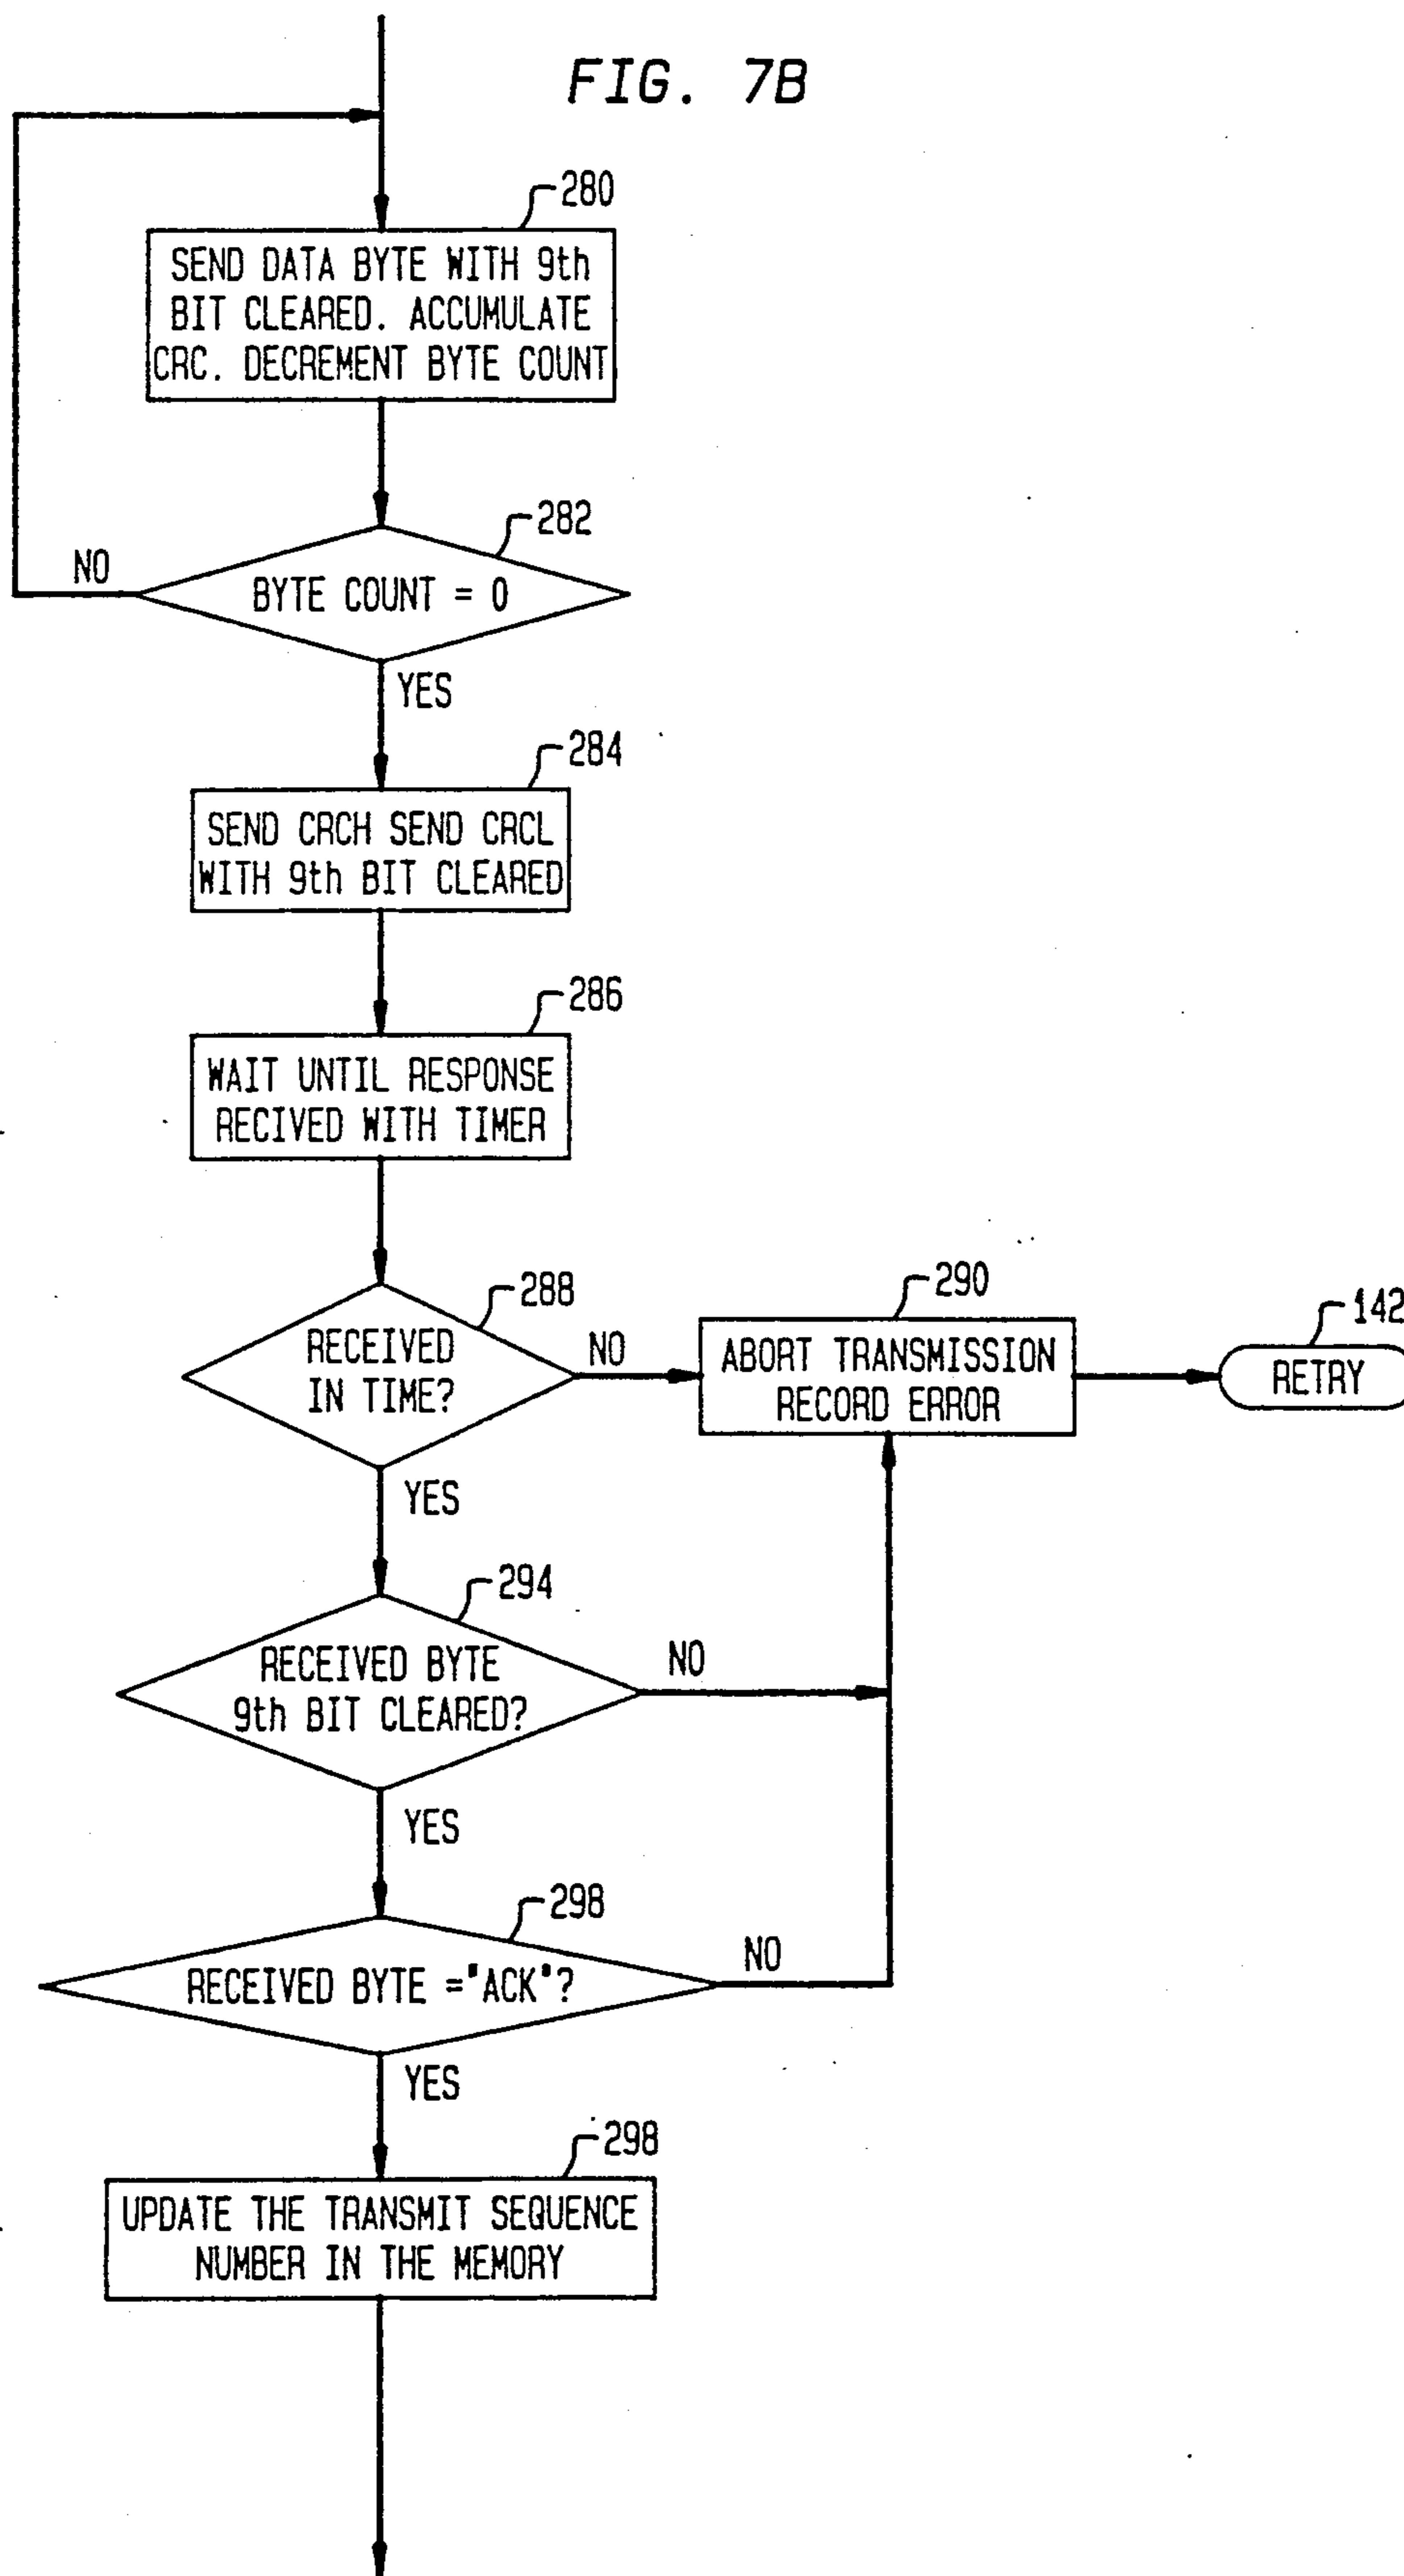 FIG. 7B
280
SEND DATA BYTE WITH 9th
BIT CLEARED. ACCUMULATE
CRC. DECREMENT BYTE COUNT
282
NO
BYTE COUNT = 0
YES
284
SEND CRCH SEND CRCL
WITH 9th BIT CLEARED
286
WAIT UNTIL RESPONSE
RECIVED WITH TIMER
288
RECEIVED
IN TIME?
NO
290
ABORT TRANSMISSION
RECORD ERROR
142
RETRY
YES
294
RECEIVED BYTE
9th BIT CLEARED?
NO
YES
298
RECEIVED BYTE ="ACK"?
NO
YES
298
UPDATE THE TRANSMIT SEQUENCE
NUMBER IN THE MEMORY